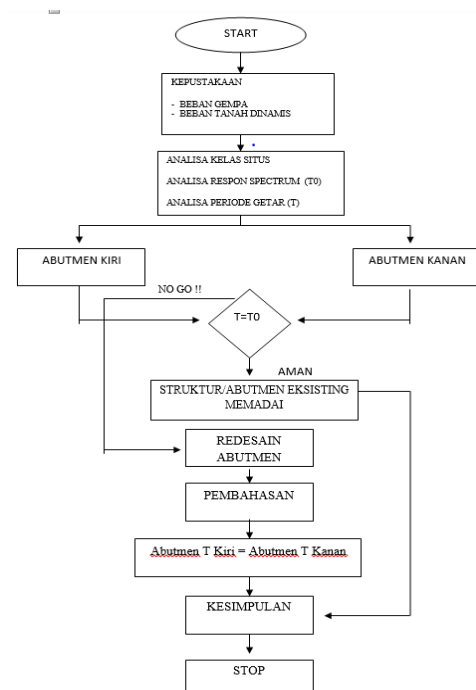 START
KEPUSTAKAAN
- BEBAN GEMPA
- BEBAN TANAH DINAMIS
ANALISA KELAS SITUS
ANALISA RESPON SPECTRUM (T0)
ANALISA PERIODE GETAR (T)
ABUTMEN KIRI
ABUTMEN KANAN
NO GO !!
T=T0
AMAN
STRUKTUR/ABUTMEN EKSISTING
MEMADAI
REDESAIN
ABUTMEN
PEMBAHASAN
Abutmen T Kiri = Abutmen T Kanan
KESIMPULAN
STOP